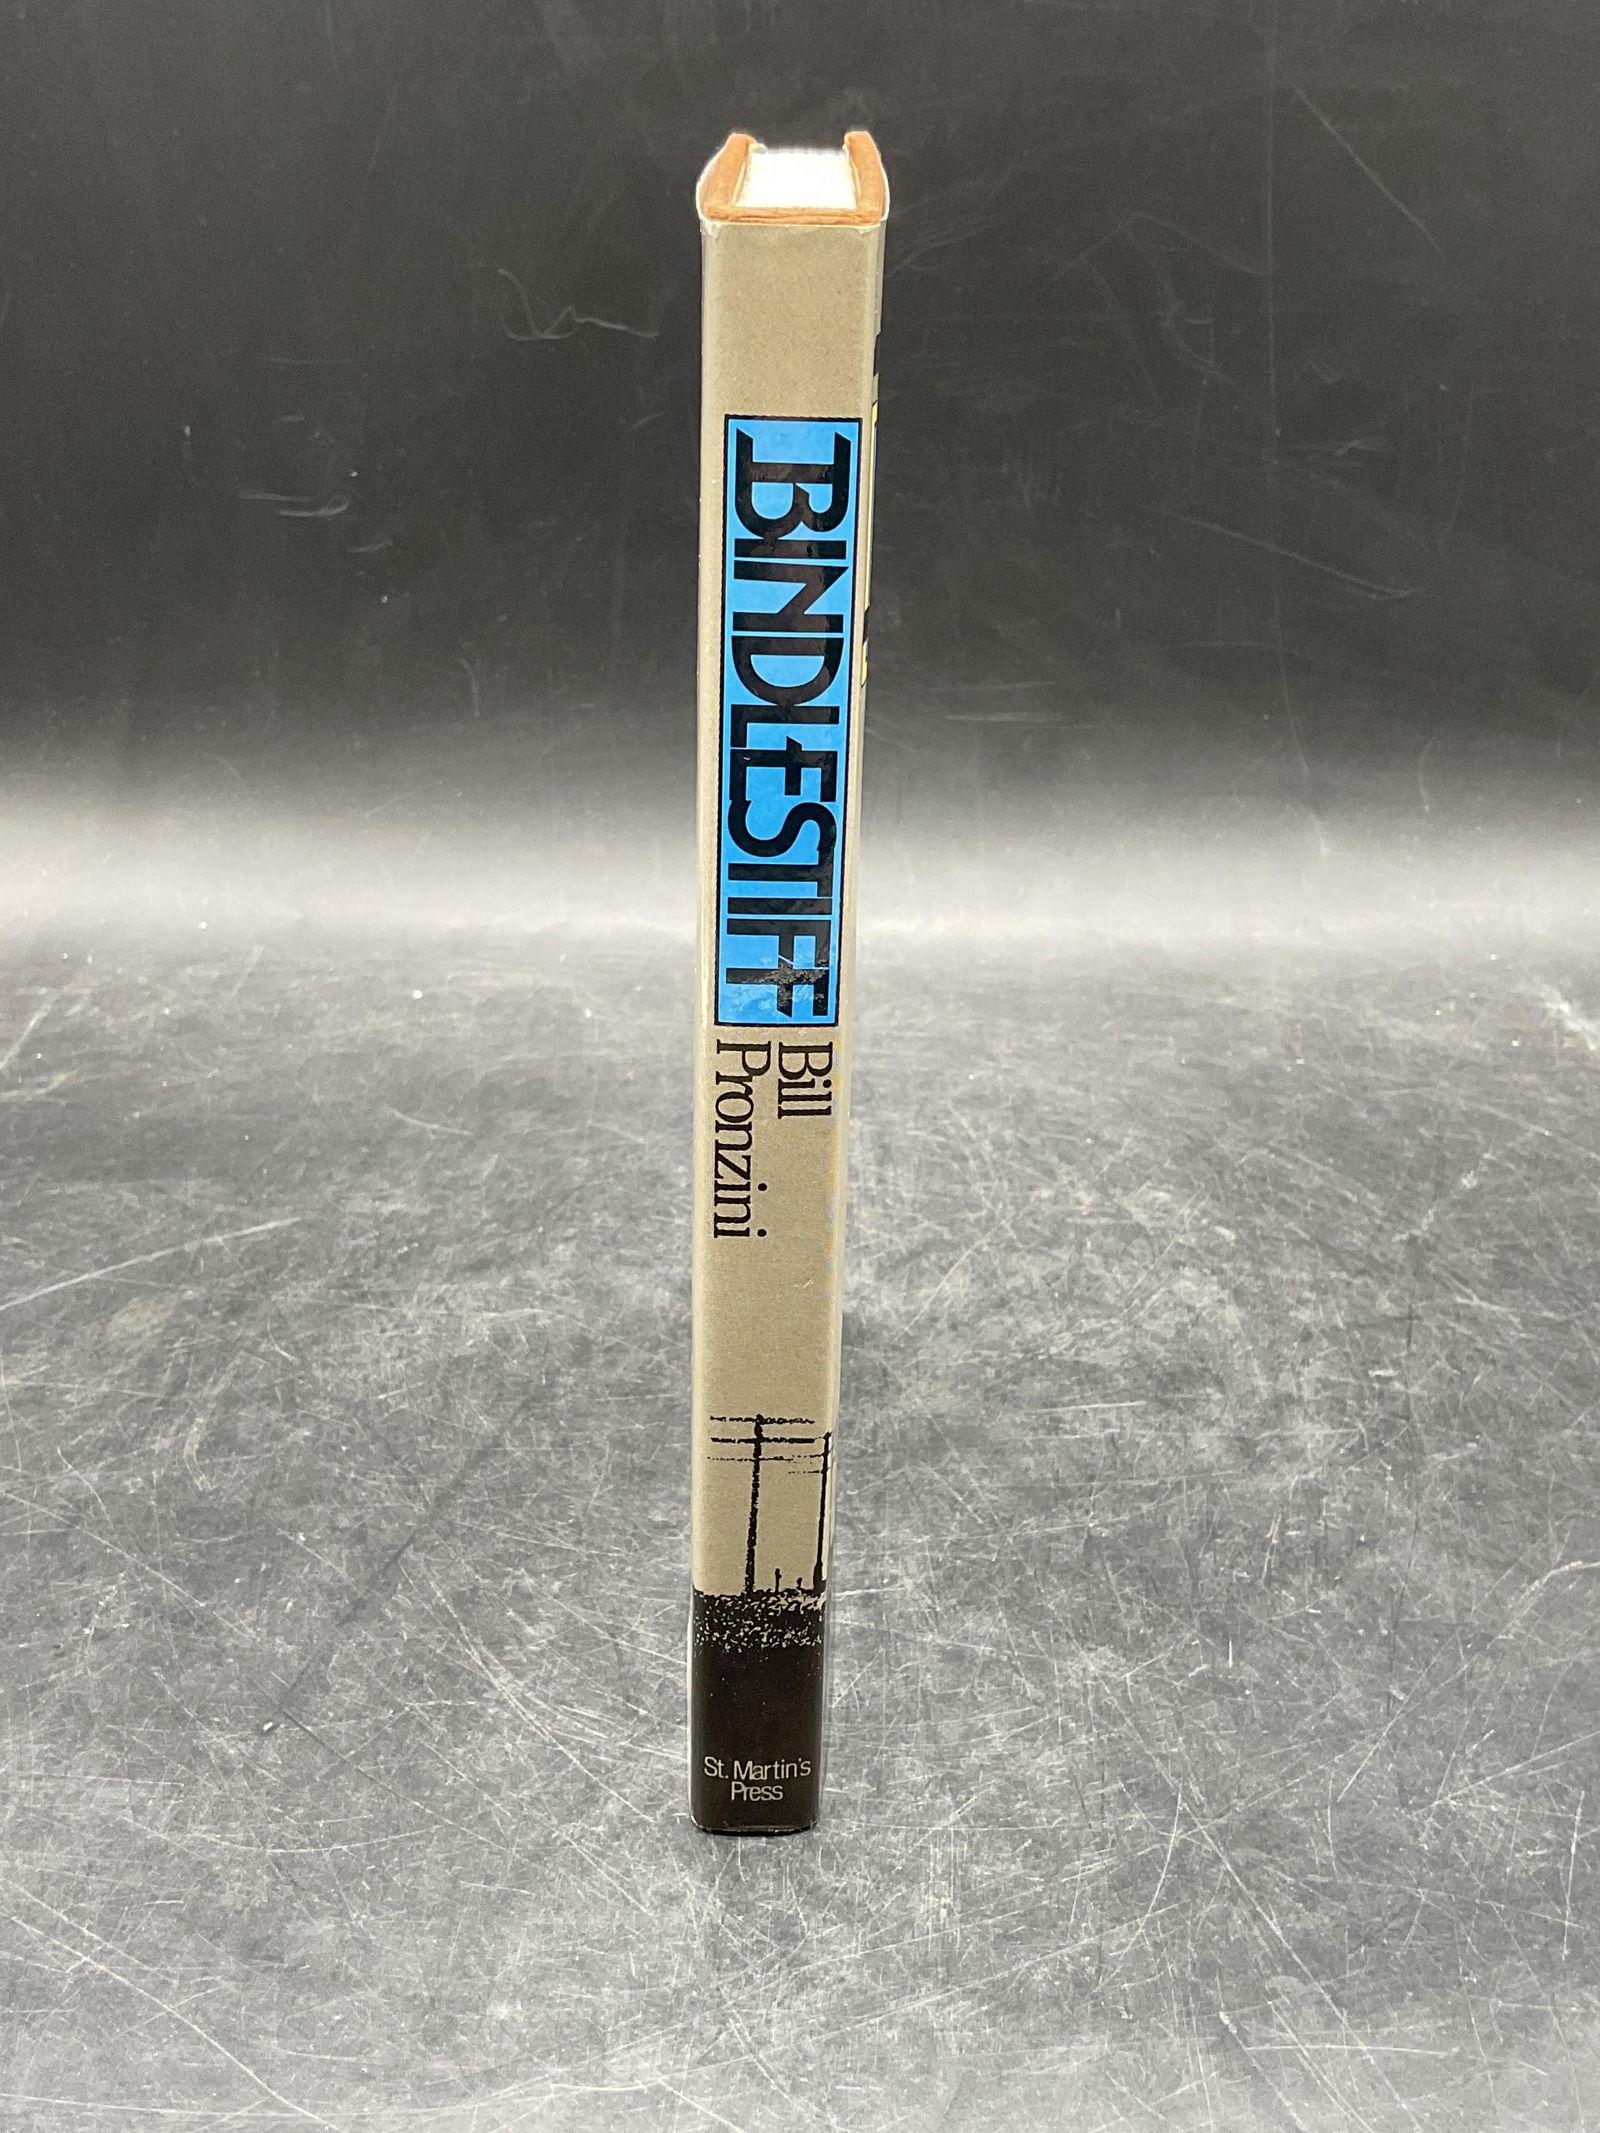 BINDLESTIFF
Bill
Pronzini
St. Martin's
Press